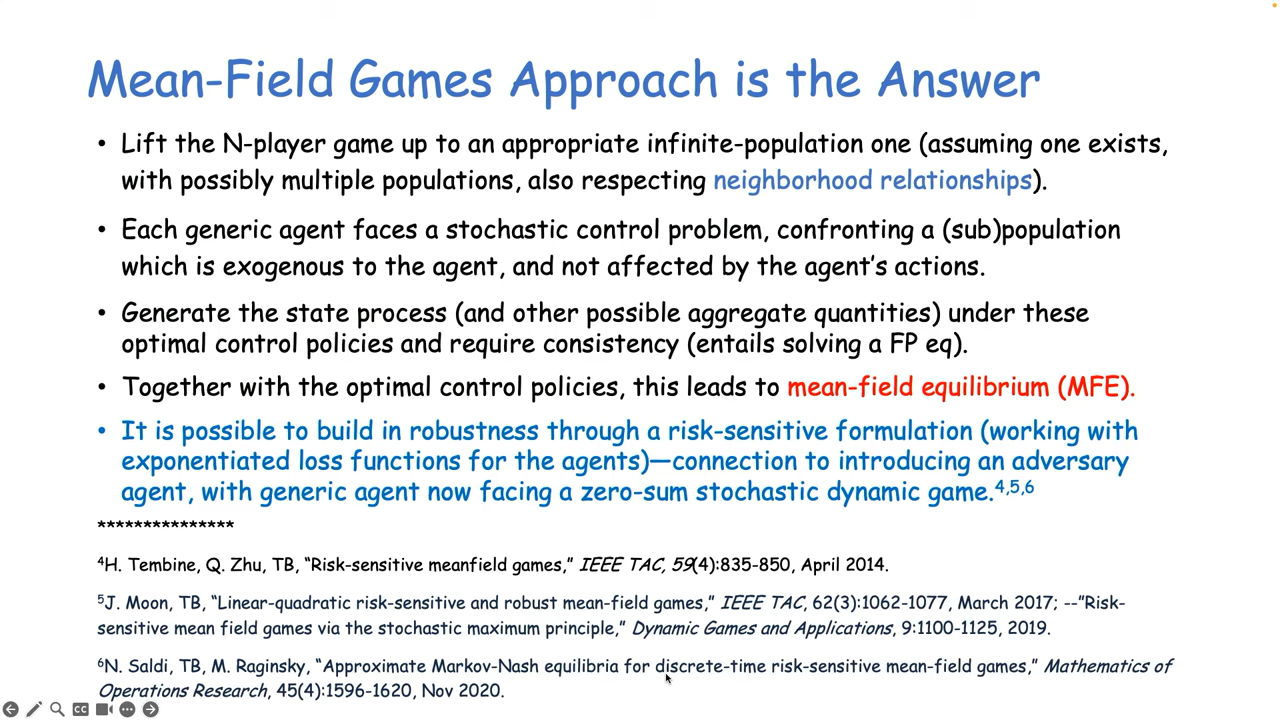 Mean-Field Games Approach is the Answer
• Lift the N-player game up to an appropriate infinite-population one (assuming one exists,
with possibly multiple populations, also respecting neighborhood relationships).
• Each generic agent faces a stochastic control problem, confronting a (sub)population
which is exogenous to the agent, and not affected by the agent's actions.
• Generate the state process (and other possible aggregate quantities) under these
optimal control policies and require consistency (entails solving a FP eq).
• Together with the optimal control policies, this leads to mean-field equilibrium (MFE).
• It is possible to build in robustness through a risk-sensitive formulation (working with
exponentiated loss functions for the agents)—connection to introducing an adversary
agent, with generic agent now facing a zero-sum stochastic dynamic game.4,5,6
***************
4H. Tembine, Q. Zhu, TB, "Risk-sensitive meanfield games," IEEE TAC, 59(4):835-850, April 2014.
5J. Moon, TB, "Linear-quadratic risk-sensitive and robust mean-field games," IEEE TAC, 62(3):1062-1077, March 2017; --"Risk-
sensitive mean field games via the stochastic maximum principle," Dynamic Games and Applications, 9:1100-1125, 2019.
6N. Saldi, TB, M. Raginsky, "Approximate Markov-Nash equilibria for discrete-time risk-sensitive mean-field games," Mathematics of
Operations Research, 45(4):1596-1620, Nov 2020.
CC